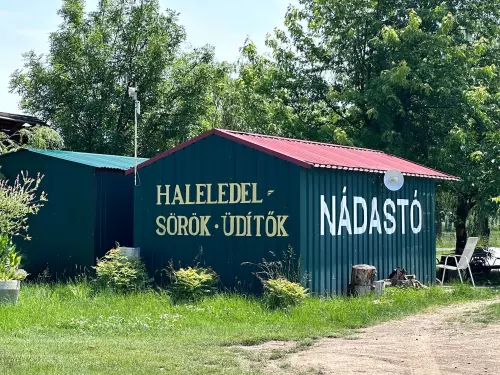 HALELEDEL-
SÖRÖK · ÜDÍTŐK
NÁDASTÓ